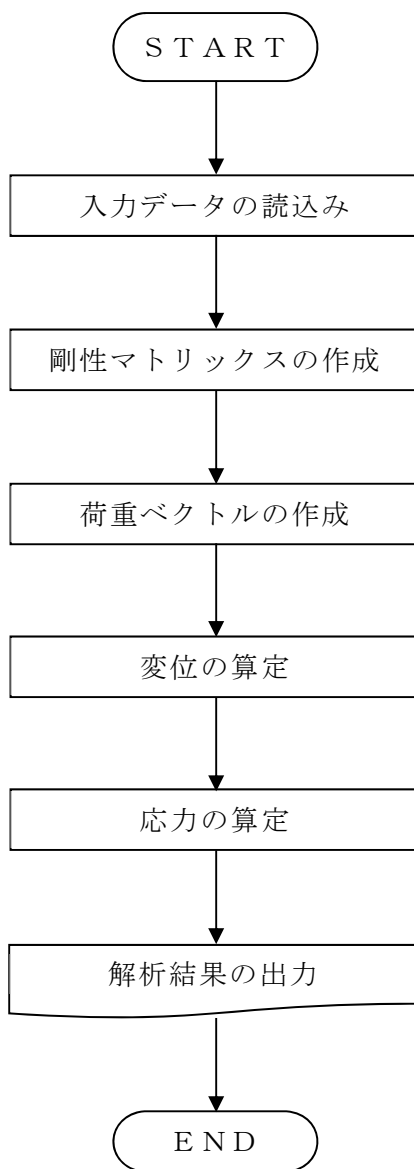 ＳＴＡＲＴ
入力データの読込み
剛性マトリックスの作成
荷重ベクトルの作成
変位の算定
応力の算定
解析結果の出力
ＥＮＤ